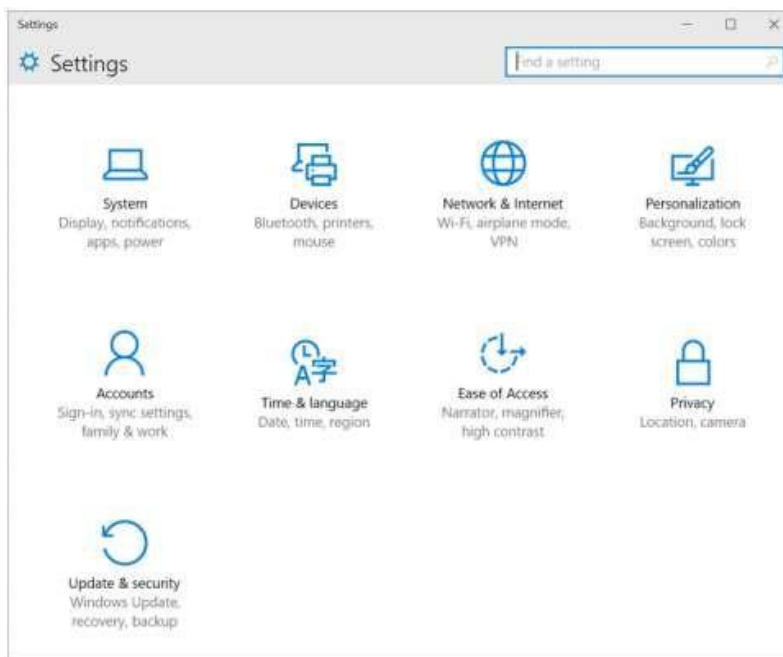 Settings
Settings
Find a setting
System
Display, notifications,
apps, power
Devices
Bluetooth, printers,
mouse
Network & Internet
Wi-Fi, airplane mode,
VPN
Personalization
Background, lock
screen, colors
Accounts
Sign-in, sync settings,
family & work
A字
Time & language
Date, time, region
Ease of Access
Narrator, magnifier,
high contrast
Privacy
Location, camera
Update & security
Windows Update,
recovery, backup